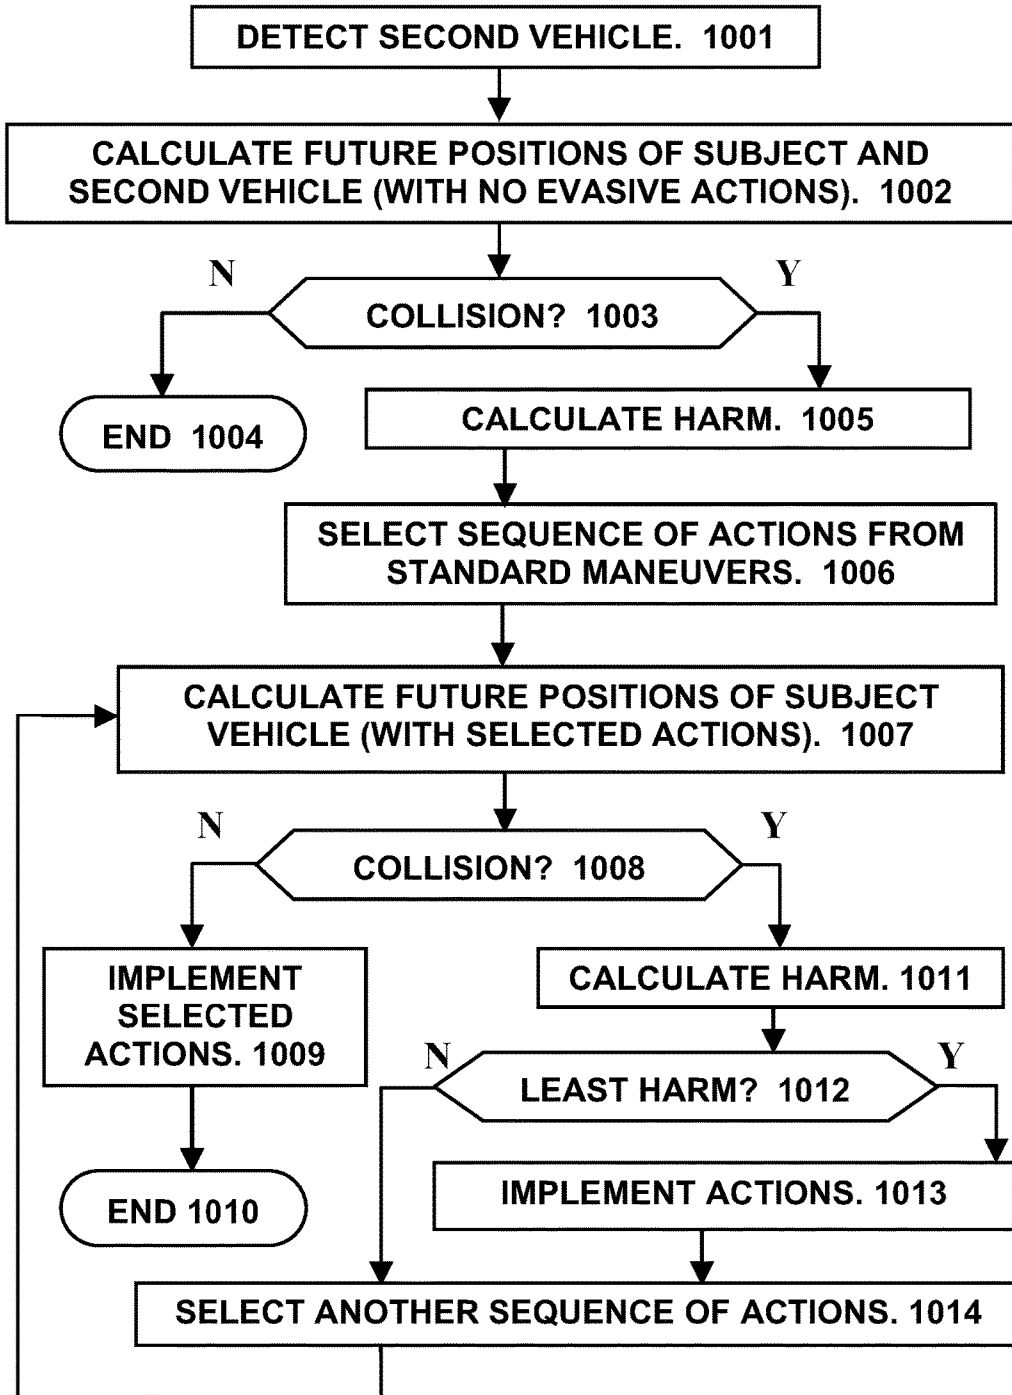 DETECT SECOND VEHICLE. 1001
CALCULATE FUTURE POSITIONS OF SUBJECT AND
SECOND VEHICLE (WITH NO EVASIVE ACTIONS). 1002
N
Y
COLLISION? 1003
END 1004
CALCULATE HARM. 1005
SELECT SEQUENCE OF ACTIONS FROM
STANDARD MANEUVERS. 1006
CALCULATE FUTURE POSITIONS OF SUBJECT
VEHICLE (WITH SELECTED ACTIONS). 1007
N
Y
COLLISION? 1008
IMPLEMENT
SELECTED
ACTIONS. 1009
CALCULATE HARM. 1011
N
Y
LEAST HARM? 1012
END 1010
IMPLEMENT ACTIONS. 1013
SELECT ANOTHER SEQUENCE OF ACTIONS. 1014